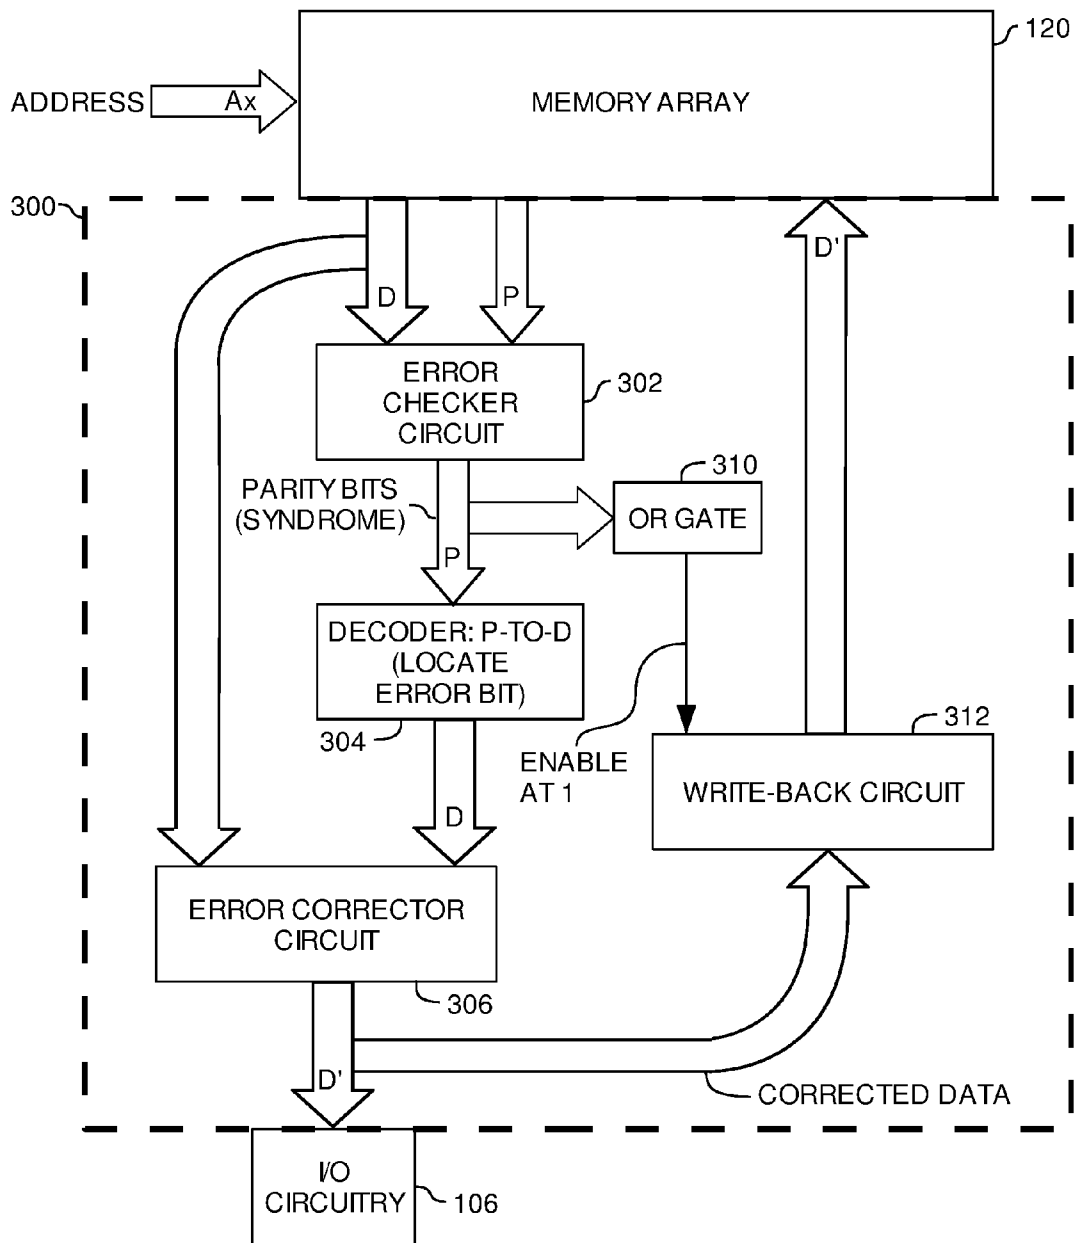 120
ADDRESS
Ax
MEMORY ARRAY
300
D
P
D'
ERROR
CHECKER
CIRCUIT
302
PARITY BITS
(SYNDROME)
310
OR GATE
P
DECODER: P-TO-D
(LOCATE
ERROR BIT)
304
ENABLE
AT 1
312
WRITE-BACK CIRCUIT
D
ERROR CORRECTOR
CIRCUIT
306
D'
CORRECTED DATA
I/O
CIRCUITRY
106